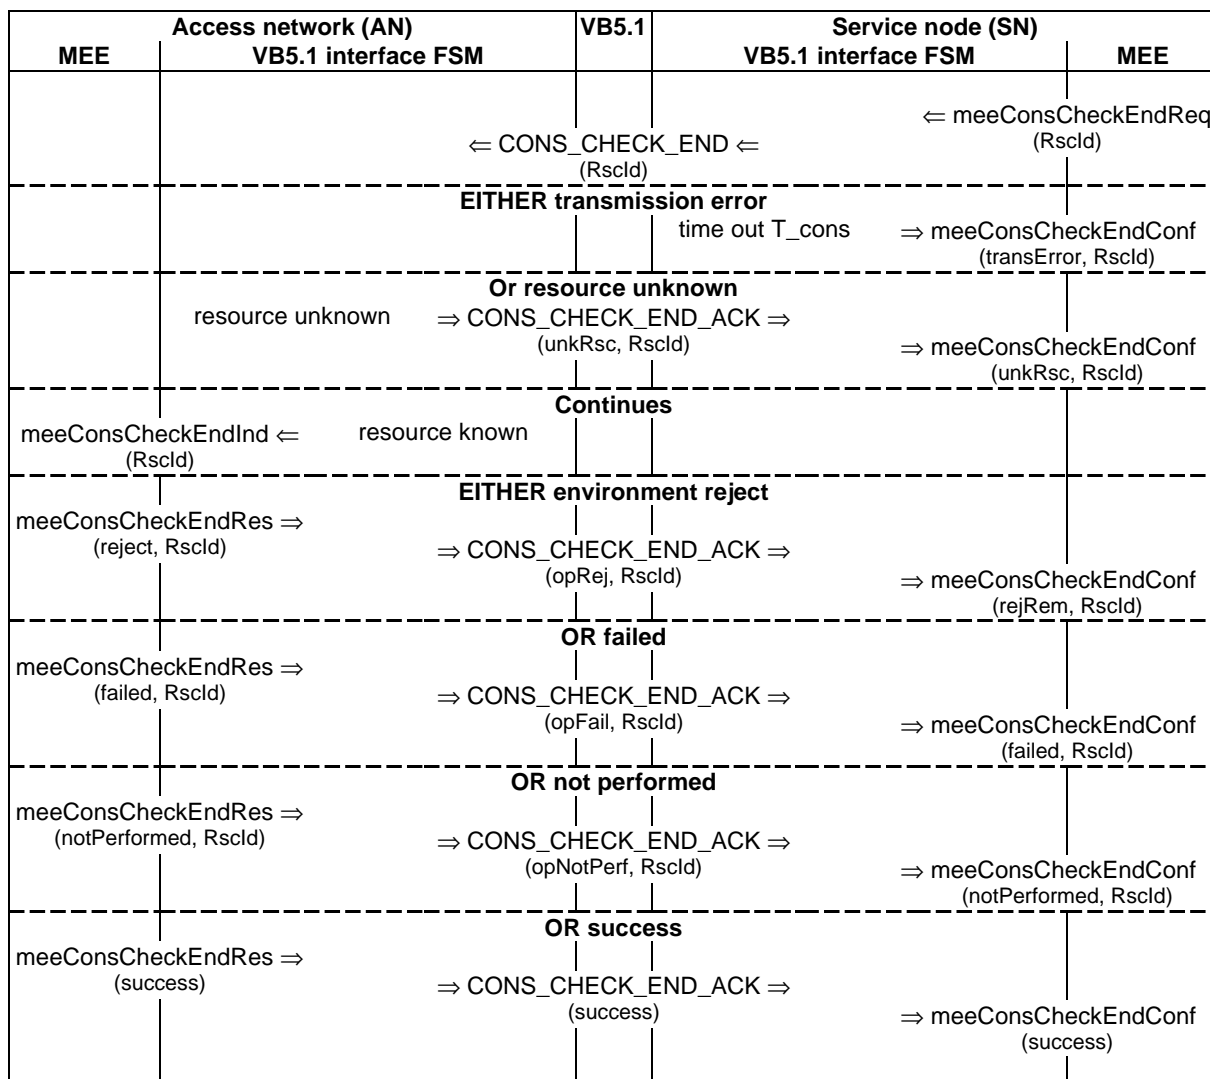 Access network (AN) VB5.1 Service node (SN)
MEE VB5.1 interface FSM VB5.1 interface FSM MEE
⇐ meeConsCheckEndReq
(RscId)
⇐ CONS_CHECK_END ⇐
(RscId)
EITHER transmission error
time out T_cons ⇒ meeConsCheckEndConf
(transError, RscId)
Or resource unknown
resource unknown ⇒ CONS_CHECK_END_ACK ⇒
(unkRsc, RscId)
⇒ meeConsCheckEndConf
(unkRsc, RscId)
Continues
meeConsCheckEndInd ⇐ resource known
(RscId)
EITHER environment reject
meeConsCheckEndRes ⇒
(reject, RscId)
⇒ CONS_CHECK_END_ACK ⇒
(opRej, RscId)
⇒ meeConsCheckEndConf
(rejRem, RscId)
OR failed
meeConsCheckEndRes ⇒
(failed, RscId)
⇒ CONS_CHECK_END_ACK ⇒
(opFail, RscId)
⇒ meeConsCheckEndConf
(failed, RscId)
OR not performed
meeConsCheckEndRes ⇒
(notPerformed, RscId)
⇒ CONS_CHECK_END_ACK ⇒
(opNotPerf, RscId)
⇒ meeConsCheckEndConf
(notPerformed, RscId)
OR success
meeConsCheckEndRes ⇒
(success)
⇒ CONS_CHECK_END_ACK ⇒
(success)
⇒ meeConsCheckEndConf
(success)